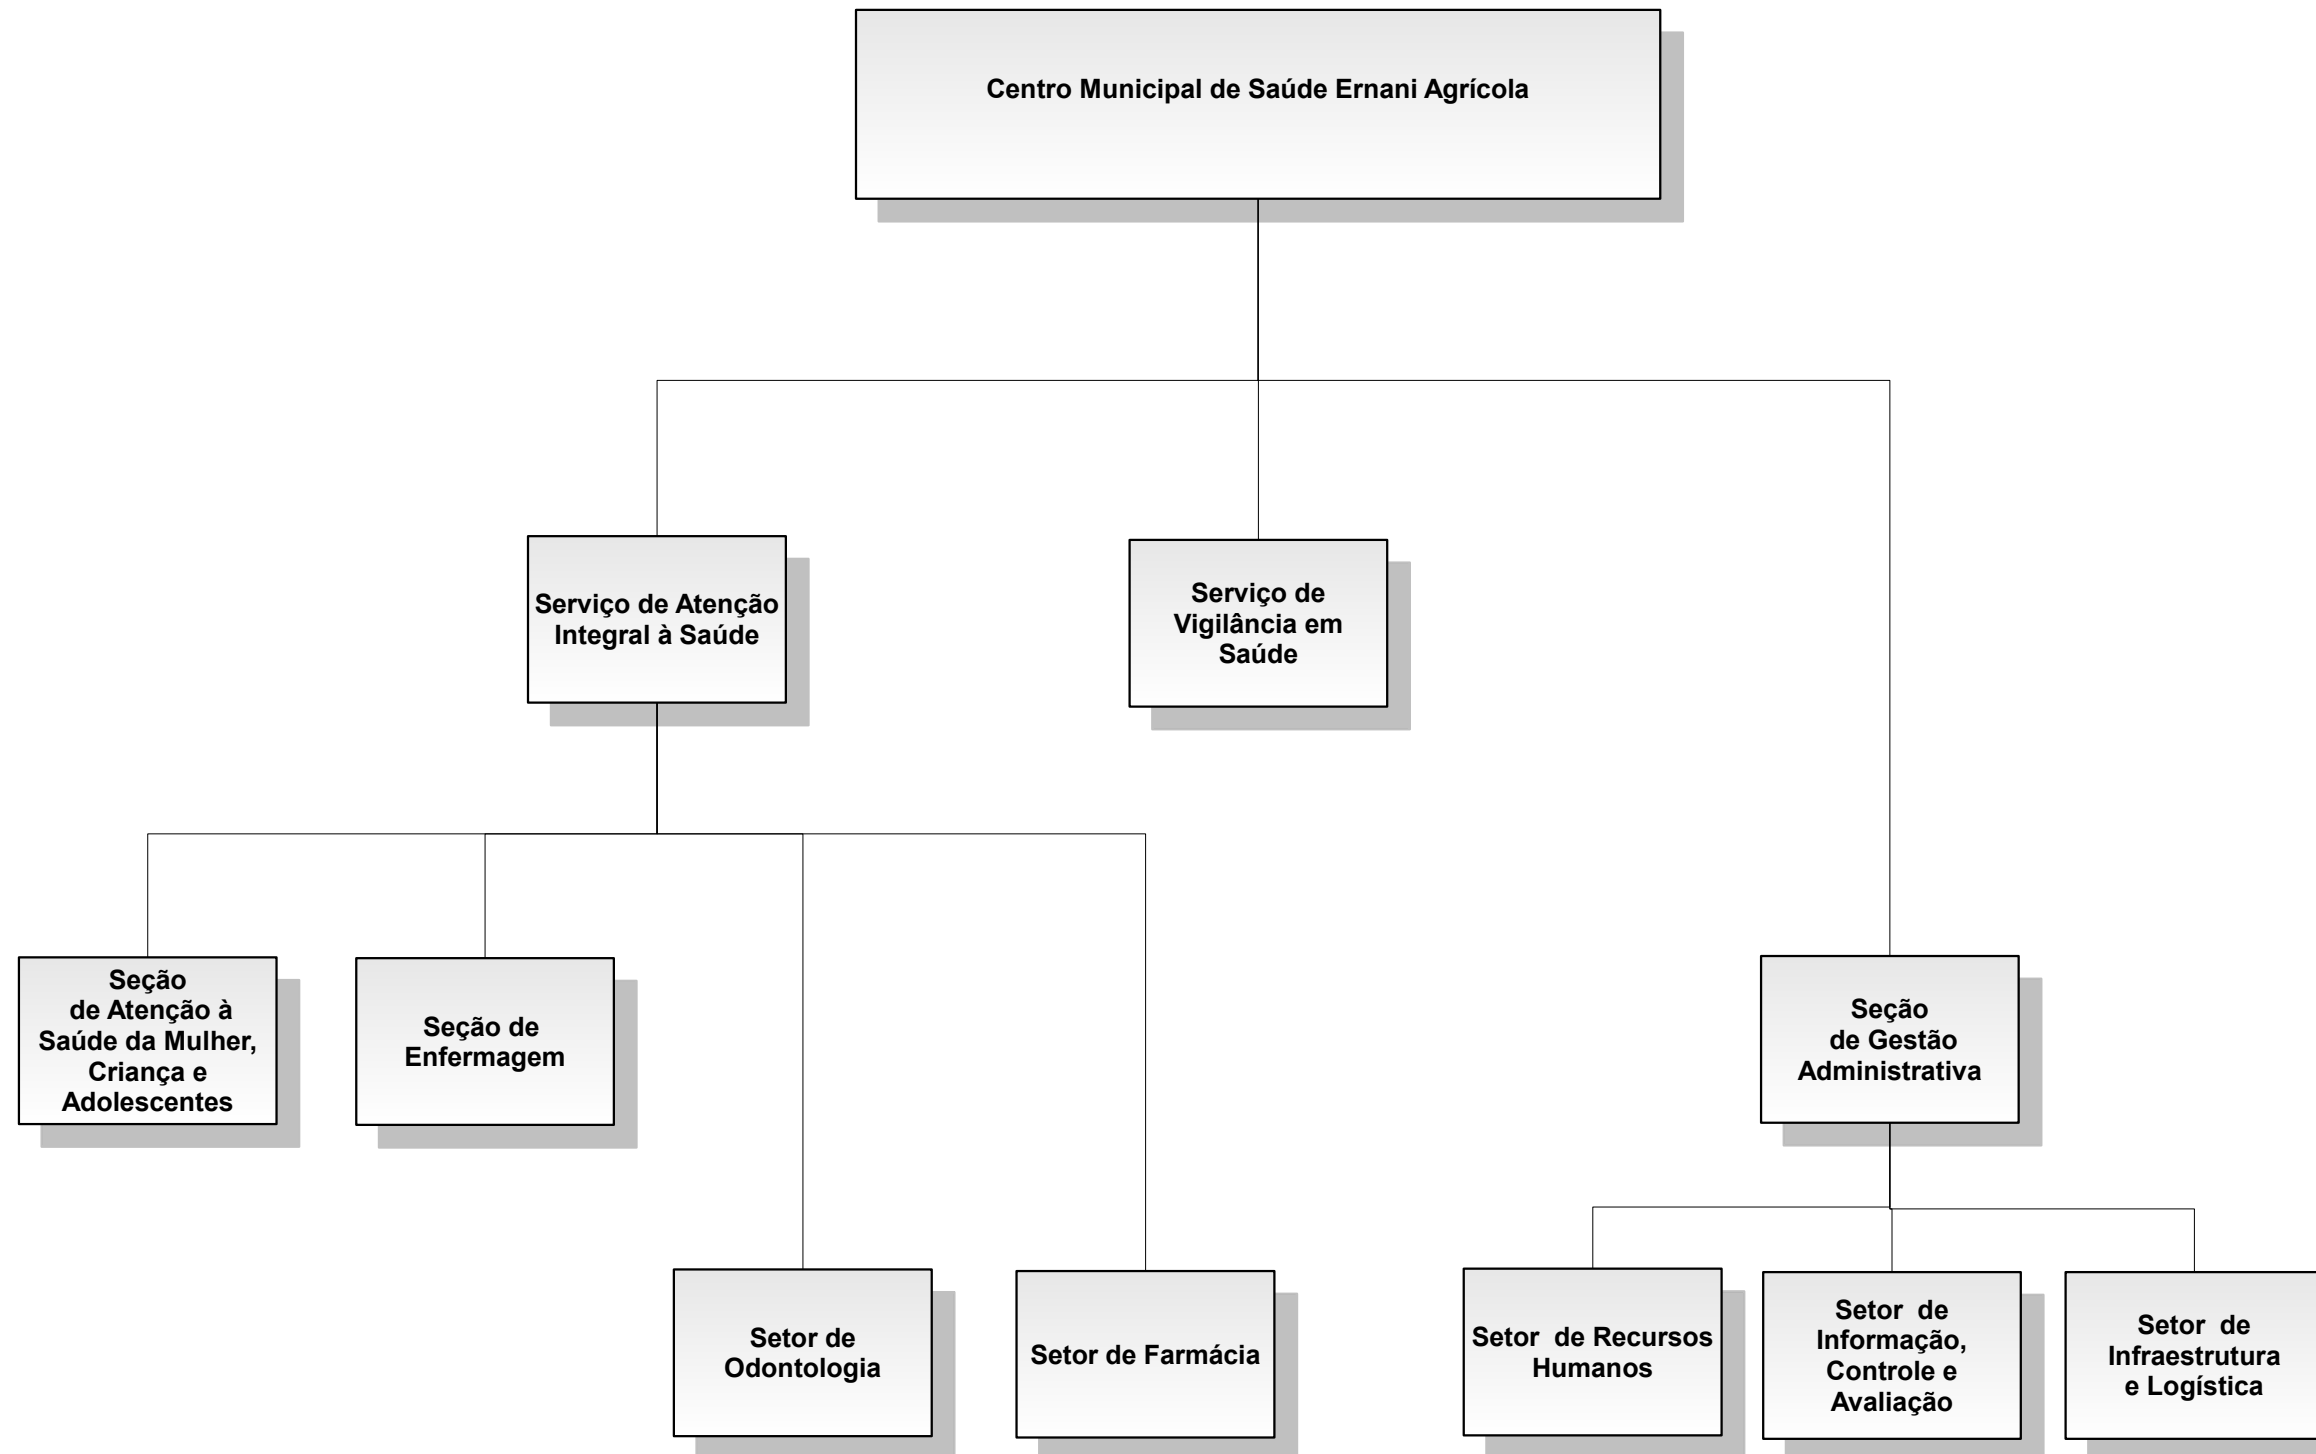 Centro Municipal de Saúde Ernani Agrícola
Serviço de Atenção
Integral à Saúde
Serviço de
Vigilância em
Saúde
Seção
de Atenção à
Saúde da Mulher,
Criança e
Adolescentes
Seção de
Enfermagem
Seção
de Gestão
Administrativa
Setor de
Odontologia
Setor de Farmácia
Setor  de Recursos
Humanos
Setor  de
Informação,
Controle e
Avaliação
Setor  de
Infraestrutura
e Logística